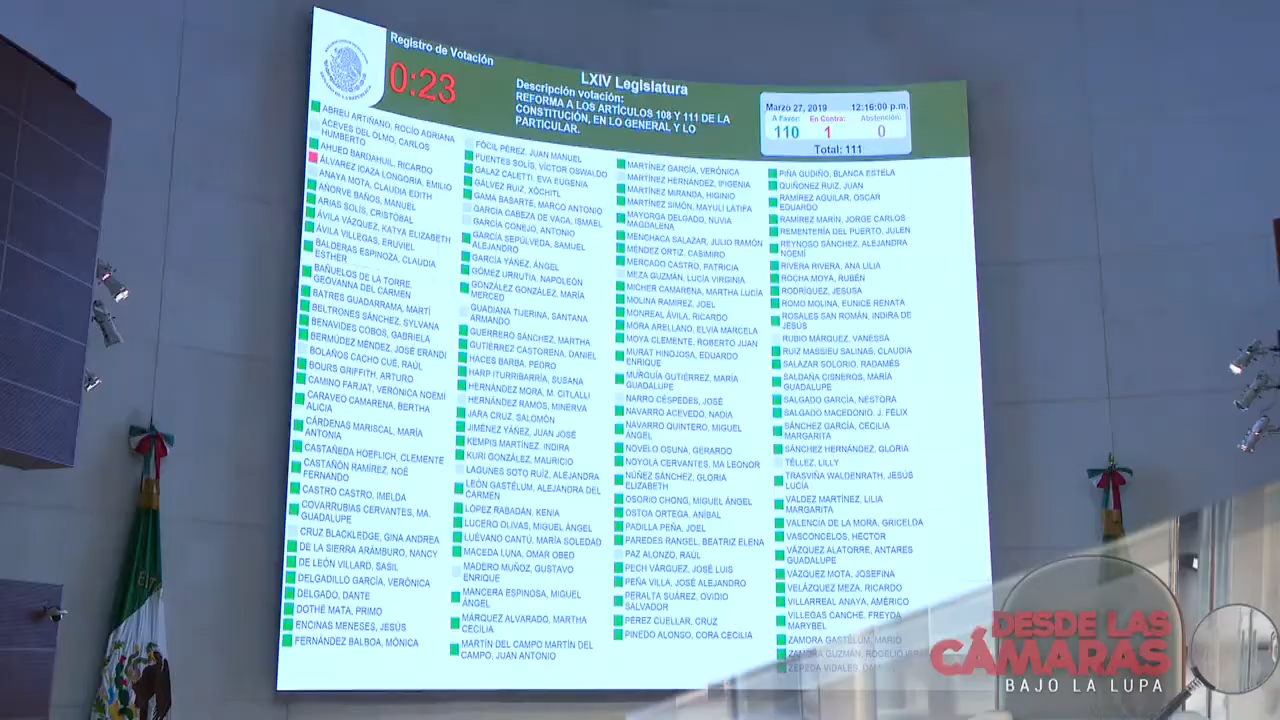 Registro de Votación
0:23
LXIV Legislatura
Descripción votación:
REFORMA A LOS ARTÍCULOS 108 Y 111 DE LA
CONSTITUCIÓN, EN LO GENERAL Y LO
PARTICULAR.
Marzo 27, 2019 12:16:00 p.m.
A Favor: En Contra: Abstención:
110 1 0
Total: 111
ABREU ARTIÑANO, ROCÍO ADRIANA
ACEVES DEL OLMO, CARLOS
HUMBERTO
AHUED BARDAHUIL, RICARDO
ÁLVAREZ ICAZA LONGORIA, EMILIO
ANAYA MOTA, CLAUDIA EDITH
AÑORVE BAÑOS, MANUEL
ARIAS SOLÍS, CRISTÓBAL
ÁVILA VÁZQUEZ, KATYA ELIZABETH
ÁVILA VILLEGAS, ERUVIEL
BALDERAS ESPINOZA, CLAUDIA
ESTHER
BAÑUELOS DE LA TORRE,
GEOVANNA DEL CARMEN
BATRES GUADARRAMA, MARTÍ
BELTRONES SÁNCHEZ, SYLVANA
BENAVIDES COBOS, GABRIELA
BERMÚDEZ MÉNDEZ, JOSÉ ERANDI
BOLAÑOS CACHO CUÉ, RAÚL
BOURS GRIFFITH, ARTURO
CAMINO FARJAT, VERÓNICA NOEMÍ
CARAVEO CAMARENA, BERTHA
ALICIA
CÁRDENAS MARISCAL, MARÍA
ANTONIA
CASTAÑEDA HOEFLICH, CLEMENTE
CASTAÑÓN RAMÍREZ, NOÉ
FERNANDO
CASTRO CASTRO, IMELDA
COVARRUBIAS CERVANTES, MA.
GUADALUPE
CRUZ BLACKLEDGE, GINA ANDREA
DE LA SIERRA ARÁMBURO, NANCY
DE LEÓN VILLARD, SASIL
DELGADILLO GARCÍA, VERÓNICA
DELGADO, DANTE
DOTHÉ MATA, PRIMO
ENCINAS MENESES, JESÚS
FERNÁNDEZ BALBOA, MÓNICA
FÓCIL PÉREZ, JUAN MANUEL
FUENTES SOLÍS, VÍCTOR OSWALDO
GALAZ CALETTI, EVA EUGENIA
GÁLVEZ RUIZ, XÓCHITL
GAMA BASARTE, MARCO ANTONIO
GARCÍA CABEZA DE VACA, ISMAEL
GARCÍA CONEJO, ANTONIO
GARCÍA SEPÚLVEDA, SAMUEL
ALEJANDRO
GARCÍA YÁÑEZ, ÁNGEL
GÓMEZ URRUTIA, NAPOLEÓN
GONZÁLEZ GONZÁLEZ, MARÍA
MERCED
GUADIANA TIJERINA, SANTANA
ARMANDO
GUERRERO SÁNCHEZ, MARTHA
GUTIÉRREZ CASTORENA, DANIEL
HACES BARBA, PEDRO
HARP ITURRIBARRÍA, SUSANA
HERNÁNDEZ MORA, M. CITLALLI
HERNÁNDEZ RAMOS, MINERVA
JARA CRUZ, SALOMÓN
JIMÉNEZ YÁÑEZ, JUAN JOSÉ
KEMPIS MARTÍNEZ, INDIRA
KURI GONZÁLEZ, MAURICIO
LAGUNES SOTO RUÍZ, ALEJANDRA
LEÓN GASTÉLUM, ALEJANDRA DEL
CARMEN
LÓPEZ RABADÁN, KENIA
LUCERO OLIVAS, MIGUEL ÁNGEL
LUÉVANO CANTÚ, MARÍA SOLEDAD
MACEDA LUNA, OMAR OBED
MADERO MUÑOZ, GUSTAVO
ENRIQUE
MANCERA ESPINOSA, MIGUEL
ÁNGEL
MÁRQUEZ ALVARADO, MARTHA
CECILIA
MARTÍN DEL CAMPO MARTÍN DEL
CAMPO, JUAN ANTONIO
MARTÍNEZ GARCÍA, VERÓNICA
MARTÍNEZ HERNÁNDEZ, IFIGENIA
MARTÍNEZ MIRANDA, HIGINIO
MARTÍNEZ SIMÓN, MAYULI LATIFA
MAYORGA DELGADO, NUVIA
MAGDALENA
MENCHACA SALAZAR, JULIO RAMÓN
MÉNDEZ ORTIZ, CASIMIRO
MERCADO CASTRO, PATRICIA
MEZA GUZMÁN, LUCÍA VIRGINIA
MICHER CAMARENA, MARTHA LUCÍA
MOLINA RAMÍREZ, JOEL
MONREAL ÁVILA, RICARDO
MORA ARELLANO, ELVIA MARCELA
MOYA CLEMENTE, ROBERTO JUAN
MURAT HINOJOSA, EDUARDO
ENRIQUE
MURGUÍA GUTIÉRREZ, MARÍA
GUADALUPE
NARRO CÉSPEDES, JOSÉ
NAVARRO ACEVEDO, NADIA
NAVARRO QUINTERO, MIGUEL
ÁNGEL
NOVELO OSUNA, GERARDO
NOYOLA CERVANTES, MA LEONOR
NÚÑEZ SÁNCHEZ, GLORIA
ELIZABETH
OSORIO CHONG, MIGUEL ÁNGEL
OSTOA ORTEGA, ANÍBAL
PADILLA PEÑA, JOEL
PAREDES RANGEL, BEATRIZ ELENA
PAZ ALONZO, RAÚL
PECH VÁRGUEZ, JOSÉ LUIS
PEÑA VILLA, JOSÉ ALEJANDRO
PERALTA SUÁREZ, OVIDIO
SALVADOR
PÉREZ CUELLAR, CRUZ
PINEDO ALONSO, CORA CECILIA
PIÑA GUDIÑO, BLANCA ESTELA
QUIÑONEZ RUIZ, JUAN
RAMÍREZ AGUILAR, OSCAR
EDUARDO
RAMÍREZ MARÍN, JORGE CARLOS
REMENTERÍA DEL PUERTO, JULEN
REYNOSO SÁNCHEZ, ALEJANDRA
NOEMÍ
RIVERA RIVERA, ANA LILIA
ROCHA MOYA, RUBÉN
RODRÍGUEZ, JESUSA
ROMO MOLINA, EUNICE RENATA
ROSALES SAN ROMÁN, INDIRA DE
JESÚS
RUBIO MÁRQUEZ, VANESSA
RUIZ MASSIEU SALINAS, CLAUDIA
SALAZAR SOLORIO, RADAMÉS
SALDAÑA CISNEROS, MARÍA
GUADALUPE
SALGADO GARCÍA, NESTORA
SALGADO MACEDONIO, J. FÉLIX
SÁNCHEZ GARCÍA, CECILIA
MARGARITA
SÁNCHEZ HERNÁNDEZ, GLORIA
TÉLLEZ, LILLY
TRASVIÑA WALDENRATH, JESÚS
LUCÍA
VALDEZ MARTÍNEZ, LILIA
MARGARITA
VALENCIA DE LA MORA, GRICELDA
VASCONCELOS, HÉCTOR
VÁZQUEZ ALATORRE, ANTARES
GUADALUPE
VÁZQUEZ MOTA, JOSEFINA
VELÁZQUEZ MEZA, RICARDO
VILLARREAL ANAYA, AMÉRICO
VILLEGAS CANCHÉ, FREYDA
MARYBEL
ZAMORA GASTÉLUM, MARIO
ZAMORA GUZMÁN, ROGELIO
ZEPEDA VIDALES,
DESDE LAS
CÁMARAS
BAJO LA LUPA